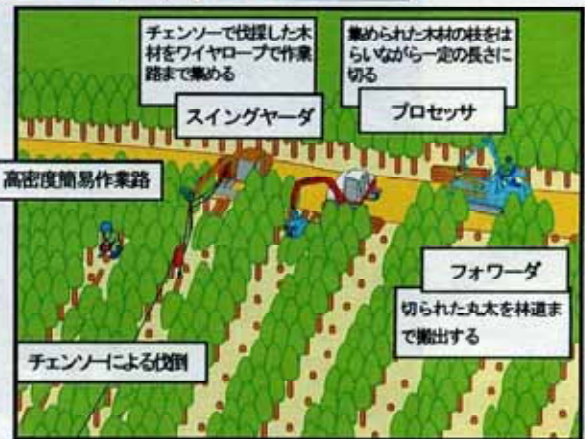 チェンソーで伐採した木
材をワイヤロープで作業
路まで集める
スイングヤーダ
集められた木材の枝をは
らいながら一定の長さに
切る
プロセッサ
高密度簡易作業路
フォワーダ
切られた丸太を林道ま
で搬出する
チェンソーによる伐倒